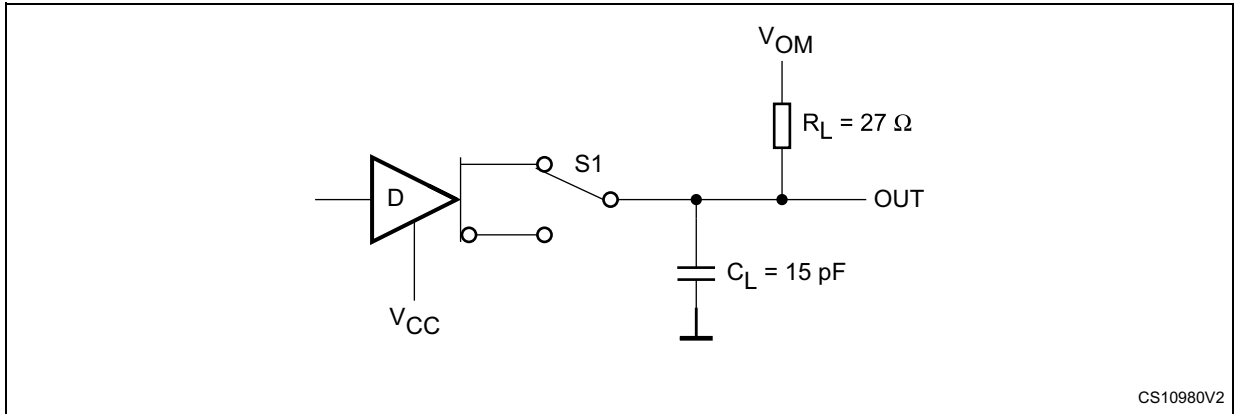 VOM
RL = 27 Ω
D
S1
OUT
CL = 15 pF
VCC
CS10980V2